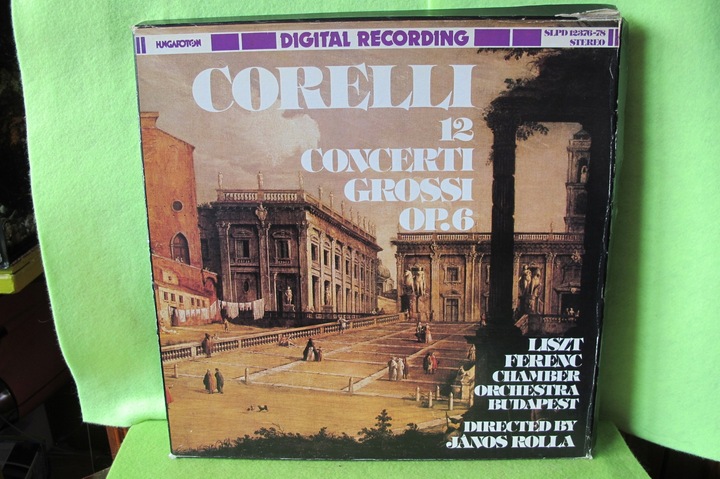 HUNGAROTON
DIGITAL RECORDING
SLPD 12376-78
STEREO
CORELLI
12
CONCERTI
GROSSI
OP.6
LISZT
FERENC
CHAMBER
ORCHESTRA
BUDAPEST
DIRECTED BY
JÁNOS ROLLA